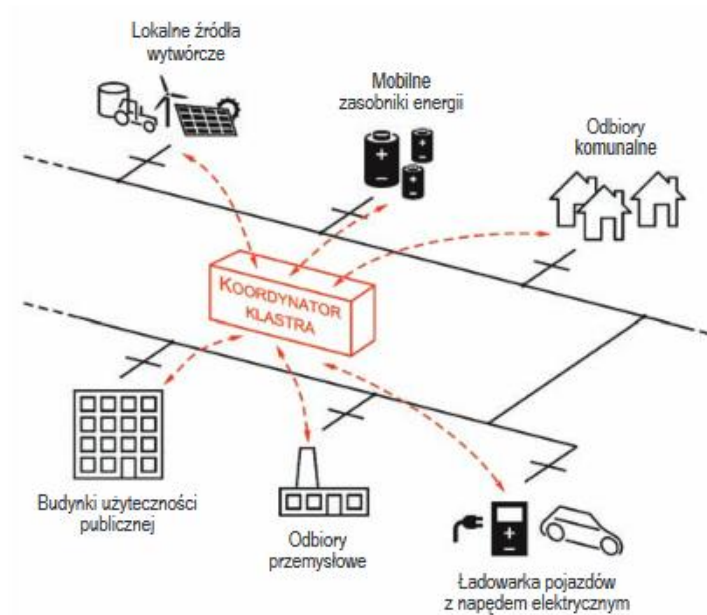 Lokalne źródła
wytwórcze
Mobilne
zasobniki energii
Odbiory
komunalne
KOORDYNATOR
KLASTRA
Budynki użyteczności
publicznej
Odbiory
przemysłowe
Ładowarka pojazdów
z napędem elektrycznym